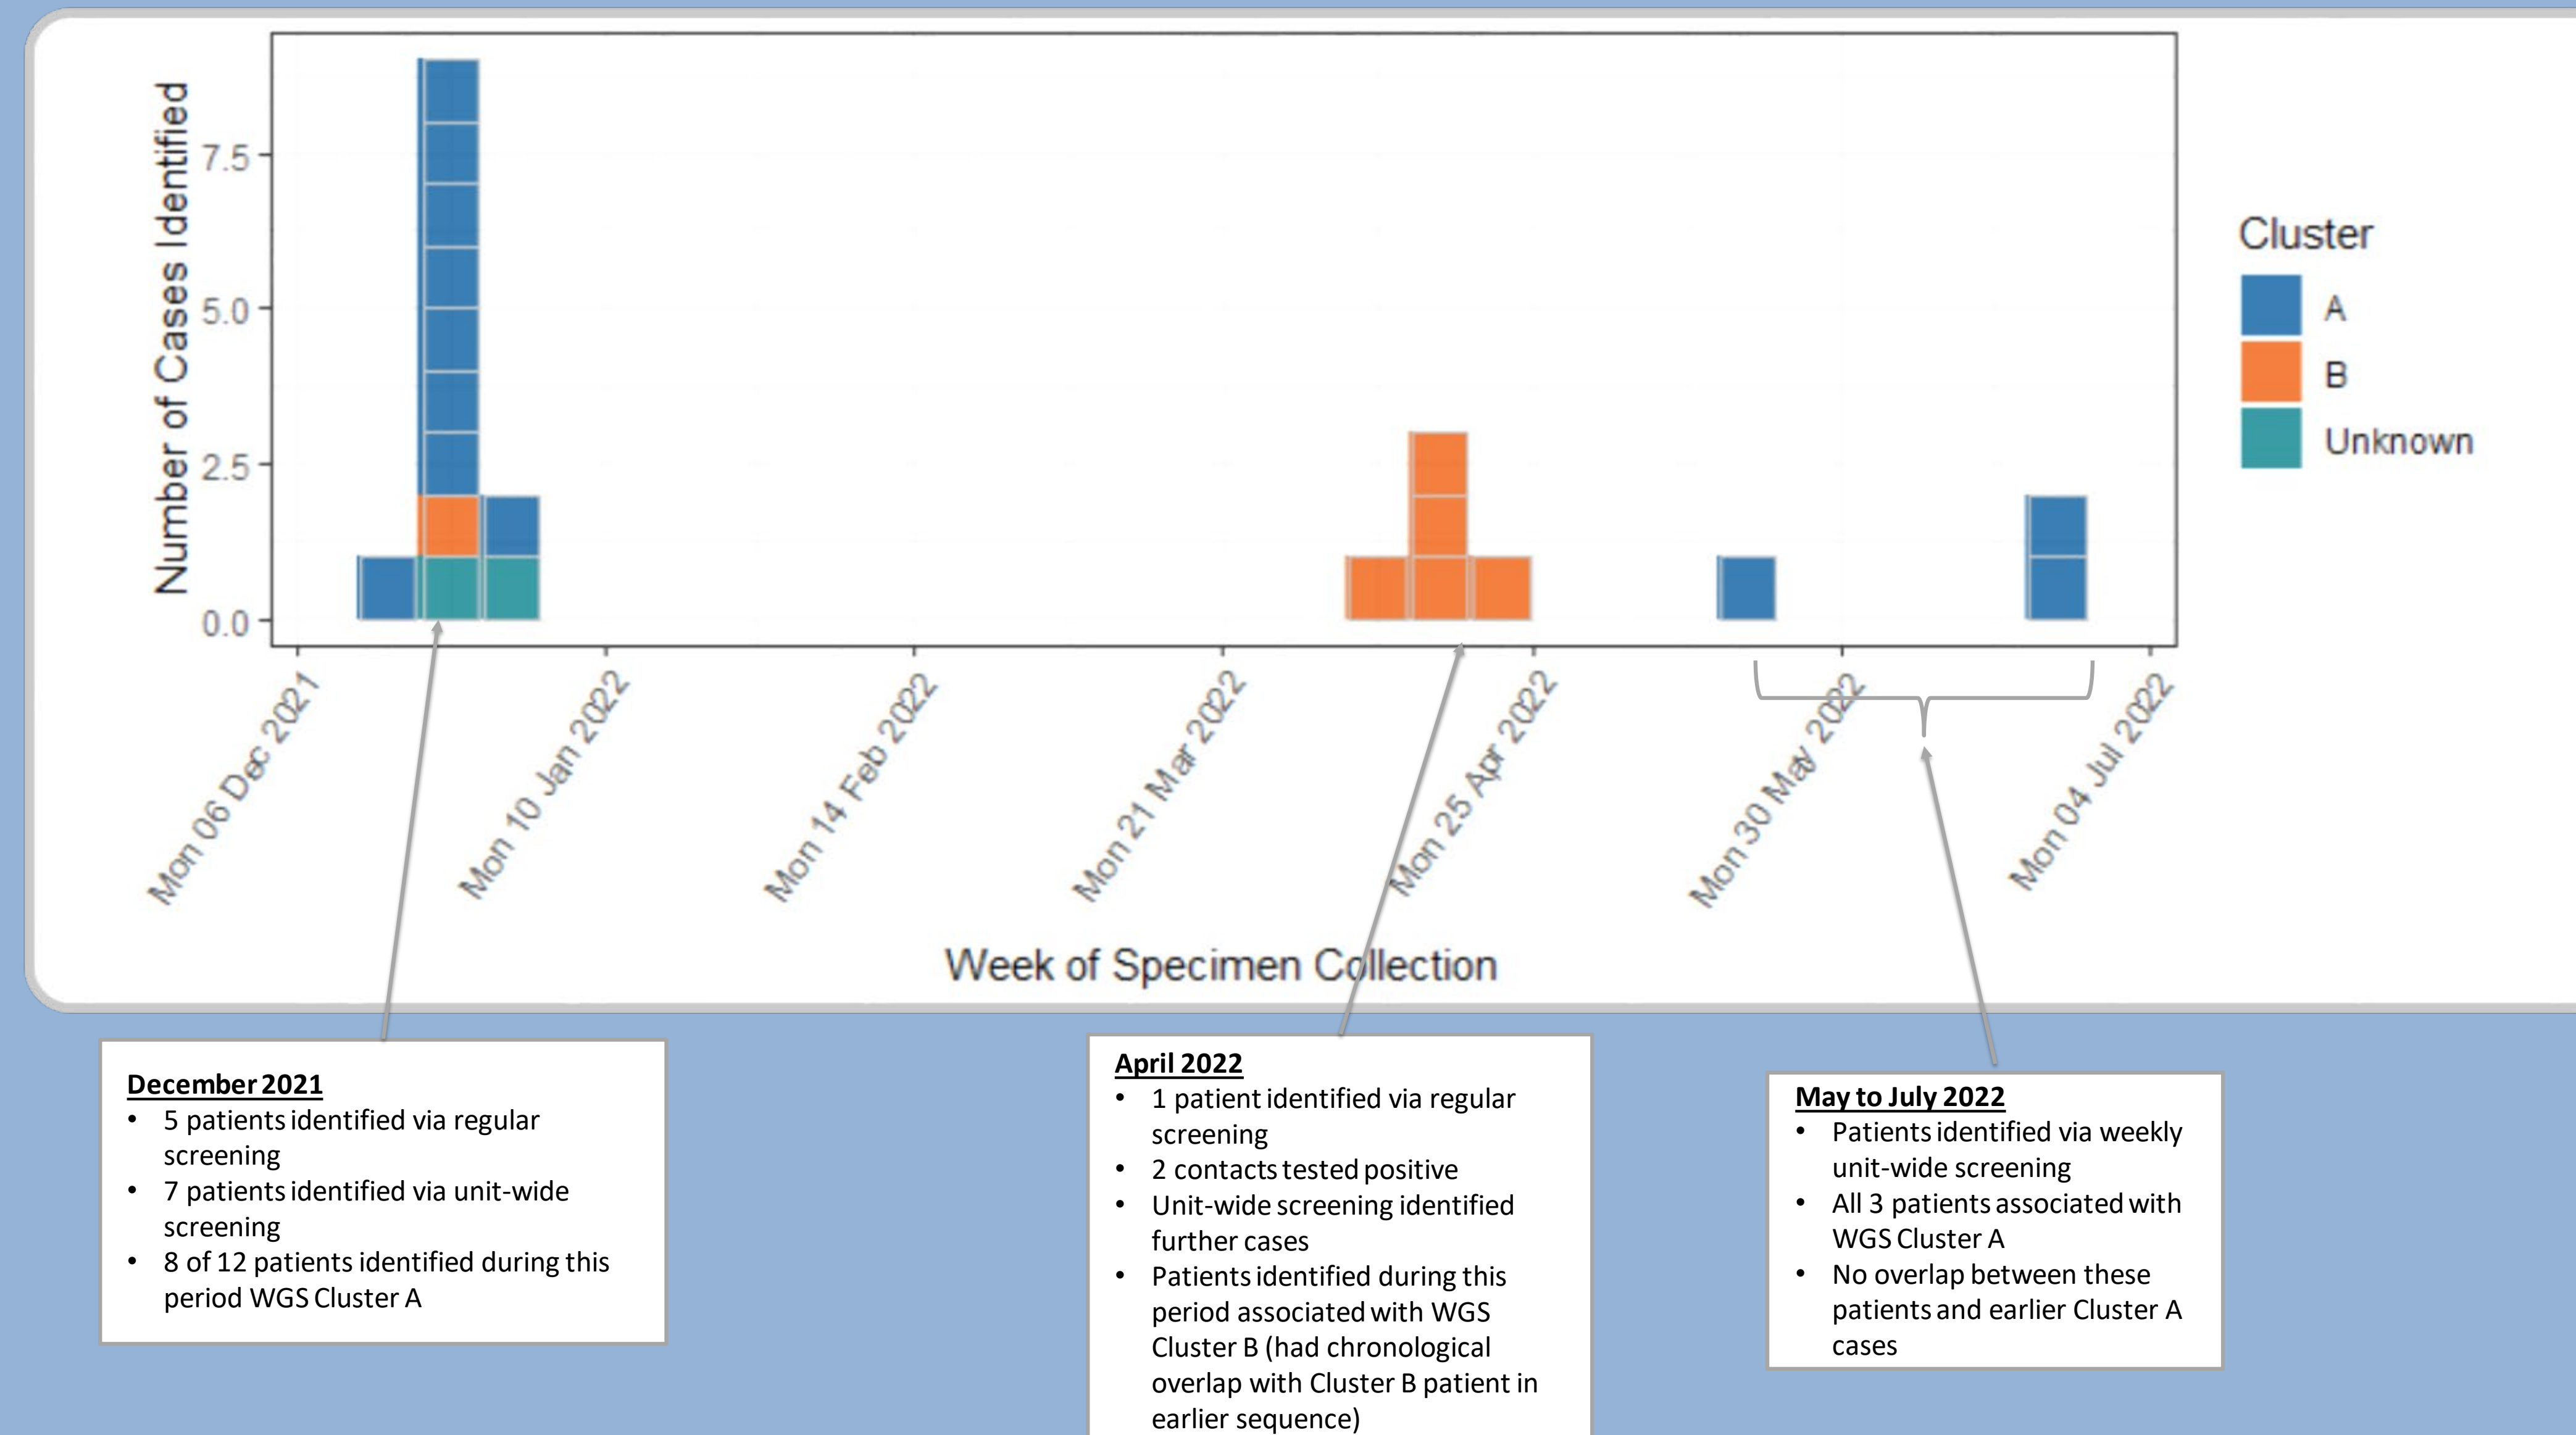 Number of Cases Identified
7.5
5.0
2.5
0.0
Mon 06 Dec 2021
Mon 10 Jan 2022
Mon 14 Feb 2022
Mon 21 Mar 2022
Mon 25 Apr 2022
Mon 30 May 2022
Mon 04 Jul 2022
Week of Specimen Collection
Cluster
A
B
Unknown
December 2021
• 5 patients identified via regular
screening
• 7 patients identified via unit-wide
screening
• 8 of 12 patients identified during this
period WGS Cluster A
April 2022
• 1 patient identified via regular
screening
• 2 contacts tested positive
• Unit-wide screening identified
further cases
• Patients identified during this
period associated with WGS
Cluster B (had chronological
overlap with Cluster B patient in
earlier sequence)
May to July 2022
• Patients identified via weekly
unit-wide screening
• All 3 patients associated with
WGS Cluster A
• No overlap between these
patients and earlier Cluster A
cases